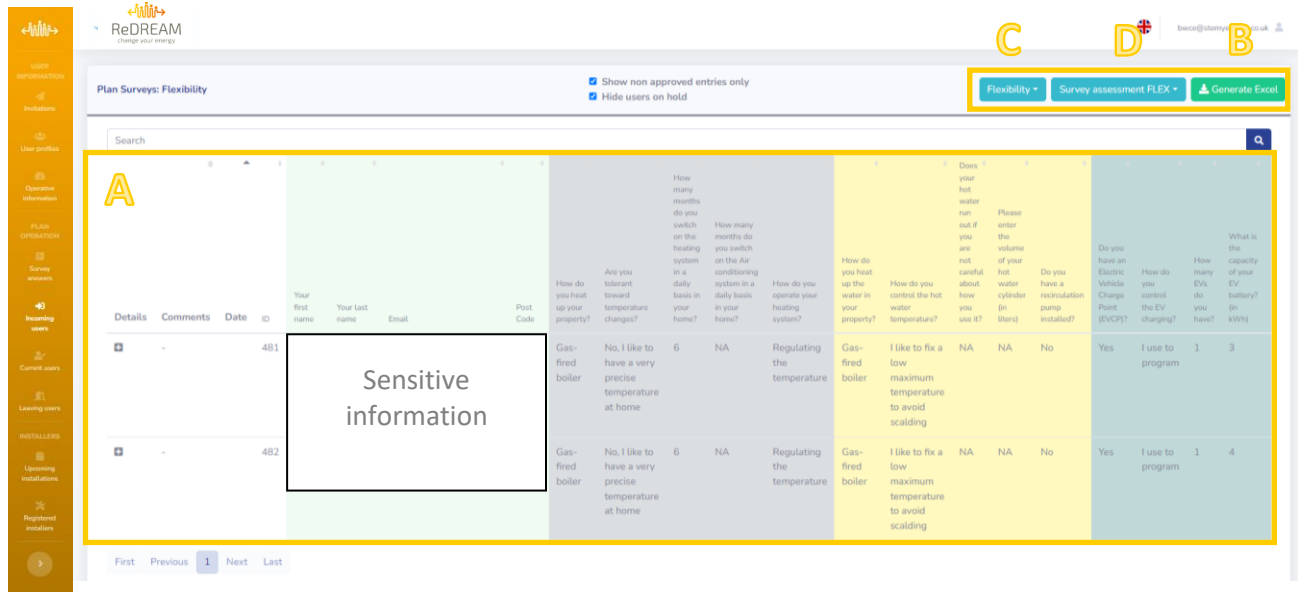 ReDREAM
change your energy
C
D
B
USER
INFORMATION
Invitations
User profiles
Operative
information
PLAN
OPERATION
Survey
answers
Incoming
users
Current users
Leaving users
INSTALLERS
Upcoming
installations
Registered
installers
Plan Surveys: Flexibility
Show non approved entries only
Hide users on hold
Flexibility
Survey assessment FLEX
Generate Excel
Search
A
Details
Comments
Date
ID
Your
first
name
Your last
name
Email
Post
Code
How do
you heat
up your
property?
Are you
tolerant
toward
temperature
changes?
How
many
months
do you
switch
on the
heating
system
in a
daily
basis in
your
home?
How many
months do
you switch
on the Air
conditioning
system in a
daily basis
in your
home?
How do you
operate your
heating
system?
How do
you heat
up the
water in
your
property?
How do you
control the hot
water
temperature?
Does
your
hot
water
run
out if
you
are
not
careful
about
how
you
use it?
Please
enter
the
volume
of your
hot
water
cylinder
(in
liters)
Do you
have a
recirculation
pump
installed?
Do you
have an
Electric
Vehicle
Charge
Point
(EVCP)?
How do
you
control
the EV
charging?
How
many
EVs
do
you
have?
What is
the
capacity
of your
EV
battery?
(in
kWh)
-
481
Sensitive
information
Gas-
fired
boiler
No, I like to
have a very
precise
temperature
at home
6
NA
Regulating
the
temperature
Gas-
fired
boiler
I like to fix a
low
maximum
temperature
to avoid
scalding
NA
NA
No
Yes
I use to
program
1
3
-
482
Gas-
fired
boiler
No, I like to
have a very
precise
temperature
at home
6
NA
Regulating
the
temperature
Gas-
fired
boiler
I like to fix a
low
maximum
temperature
to avoid
scalding
NA
NA
No
Yes
I use to
program
1
4
First Previous 1 Next Last